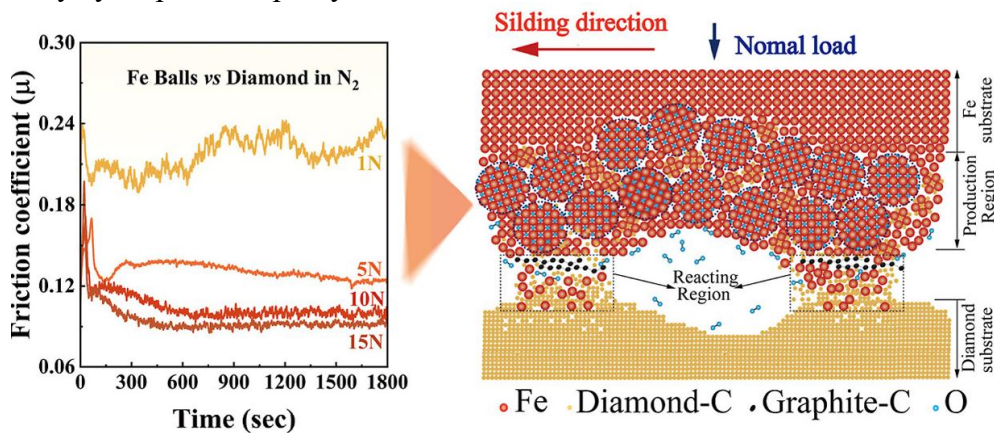 Silding direction
Nomal load
0.30
0.24
0.18
0.12
0.06
Friction coefficient (μ)
Fe Balls vs Diamond in N₂
1N
5N
10N
15N
0
300
600
900
1200
1500
1800
Time (sec)
Fe substrate
Production Region
Reacting
Region
Diamond substrate
Fe
Diamond-C
Graphite-C
O